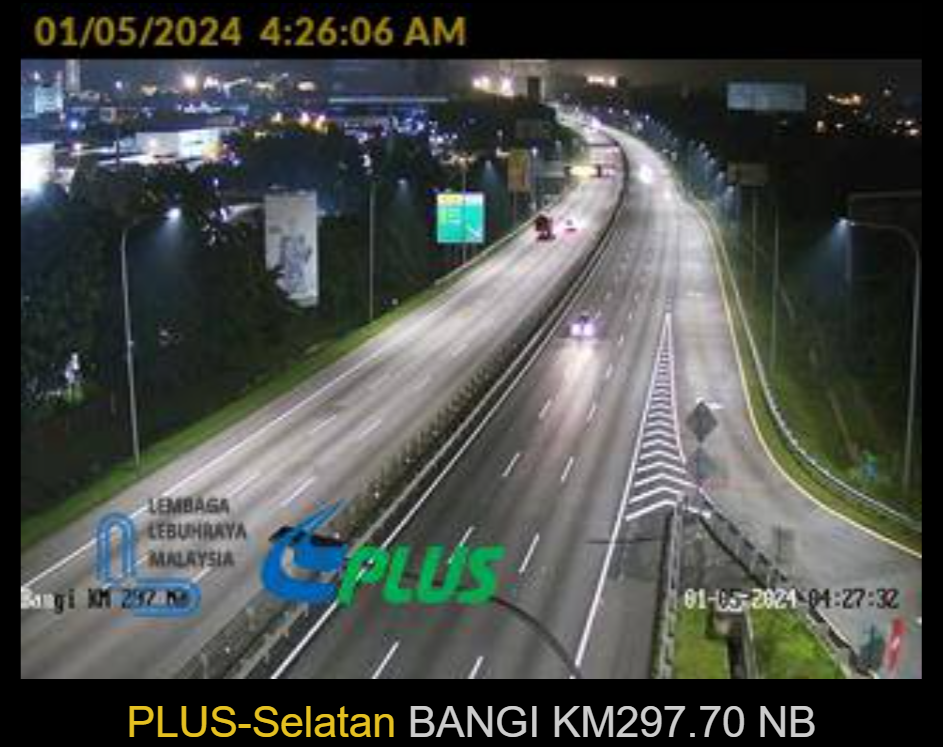 01/05/2024 4:26:06 AM
LEMBAGA
LEBUHRAYA
MALAYSIA
PLUS
Bangi KM 297 NB
01-05-2024 04:27:32
PLUS-Selatan BANGI KM297.70 NB